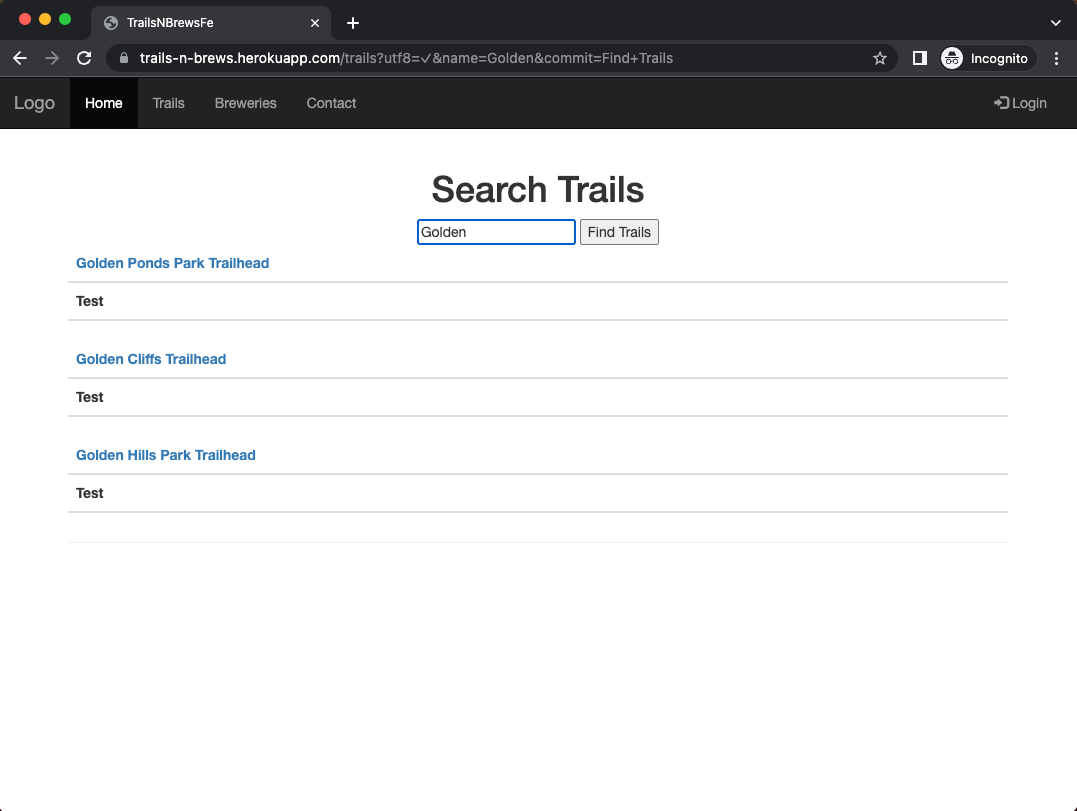 TrailsNBrewsFe
trails-n-brews.herokuapp.com/trails?utf8=✓&name=Golden&commit=Find+Trails
Incognito
Logo Home Trails Breweries Contact Login
Search Trails
Golden Find Trails
Golden Ponds Park Trailhead
Test
Golden Cliffs Trailhead
Test
Golden Hills Park Trailhead
Test